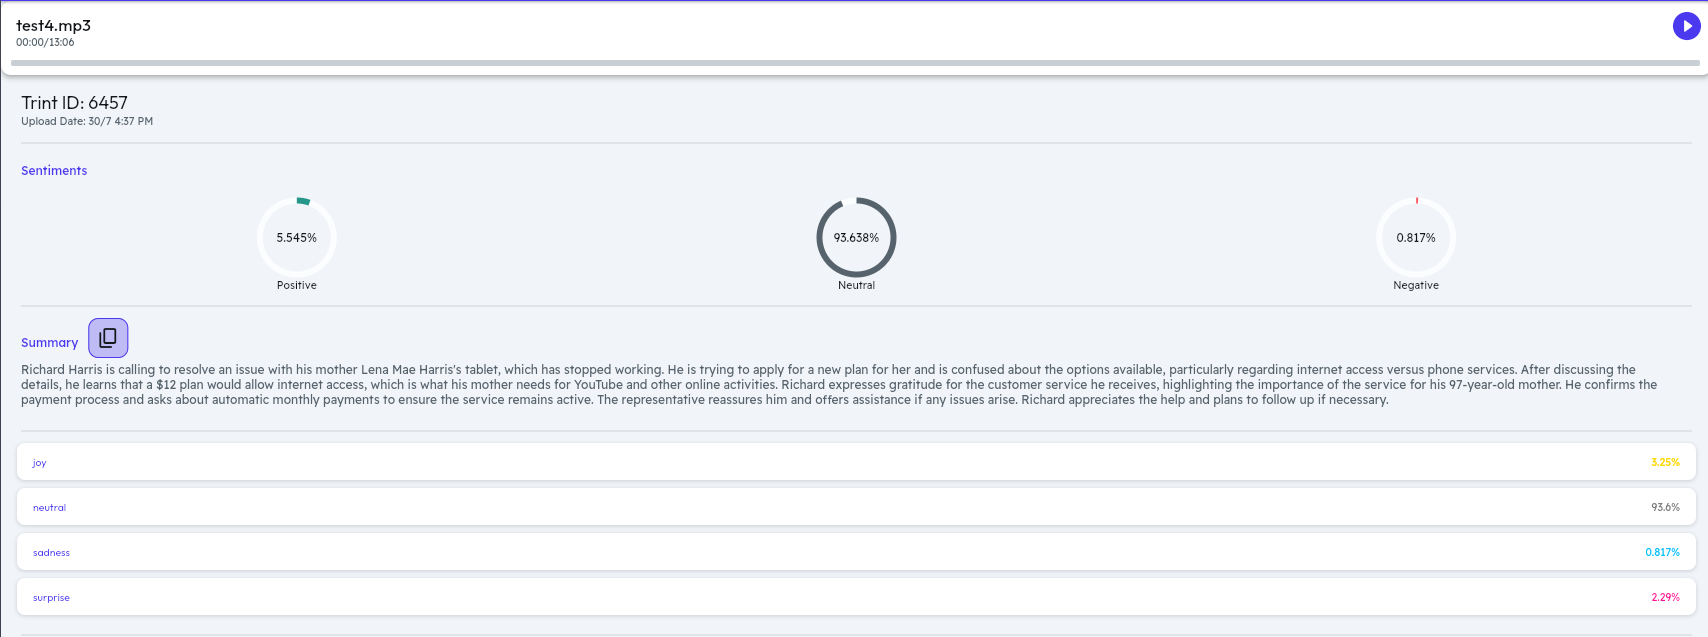 test4.mp3
00:00/13:06
Trint ID: 6457
Upload Date: 30/7 4:37 PM
Sentiments
5.545%
93.638%
0.817%
Positive
Neutral
Negative
Summary
Richard Harris is calling to resolve an issue with his mother Lena Mae Harris's tablet, which has stopped working. He is trying to apply for a new plan for her and is confused about the options available, particularly regarding internet access versus phone services. After discussing the
details, he learns that a $12 plan would allow internet access, which is what his mother needs for YouTube and other online activities. Richard expresses gratitude for the customer service he receives, highlighting the importance of the service for his 97-year-old mother. He confirms the
payment process and asks about automatic monthly payments to ensure the service remains active. The representative reassures him and offers assistance if any issues arise. Richard appreciates the help and plans to follow up if necessary.
joy 3.25%
neutral 93.6%
sadness 0.817%
surprise 2.29%